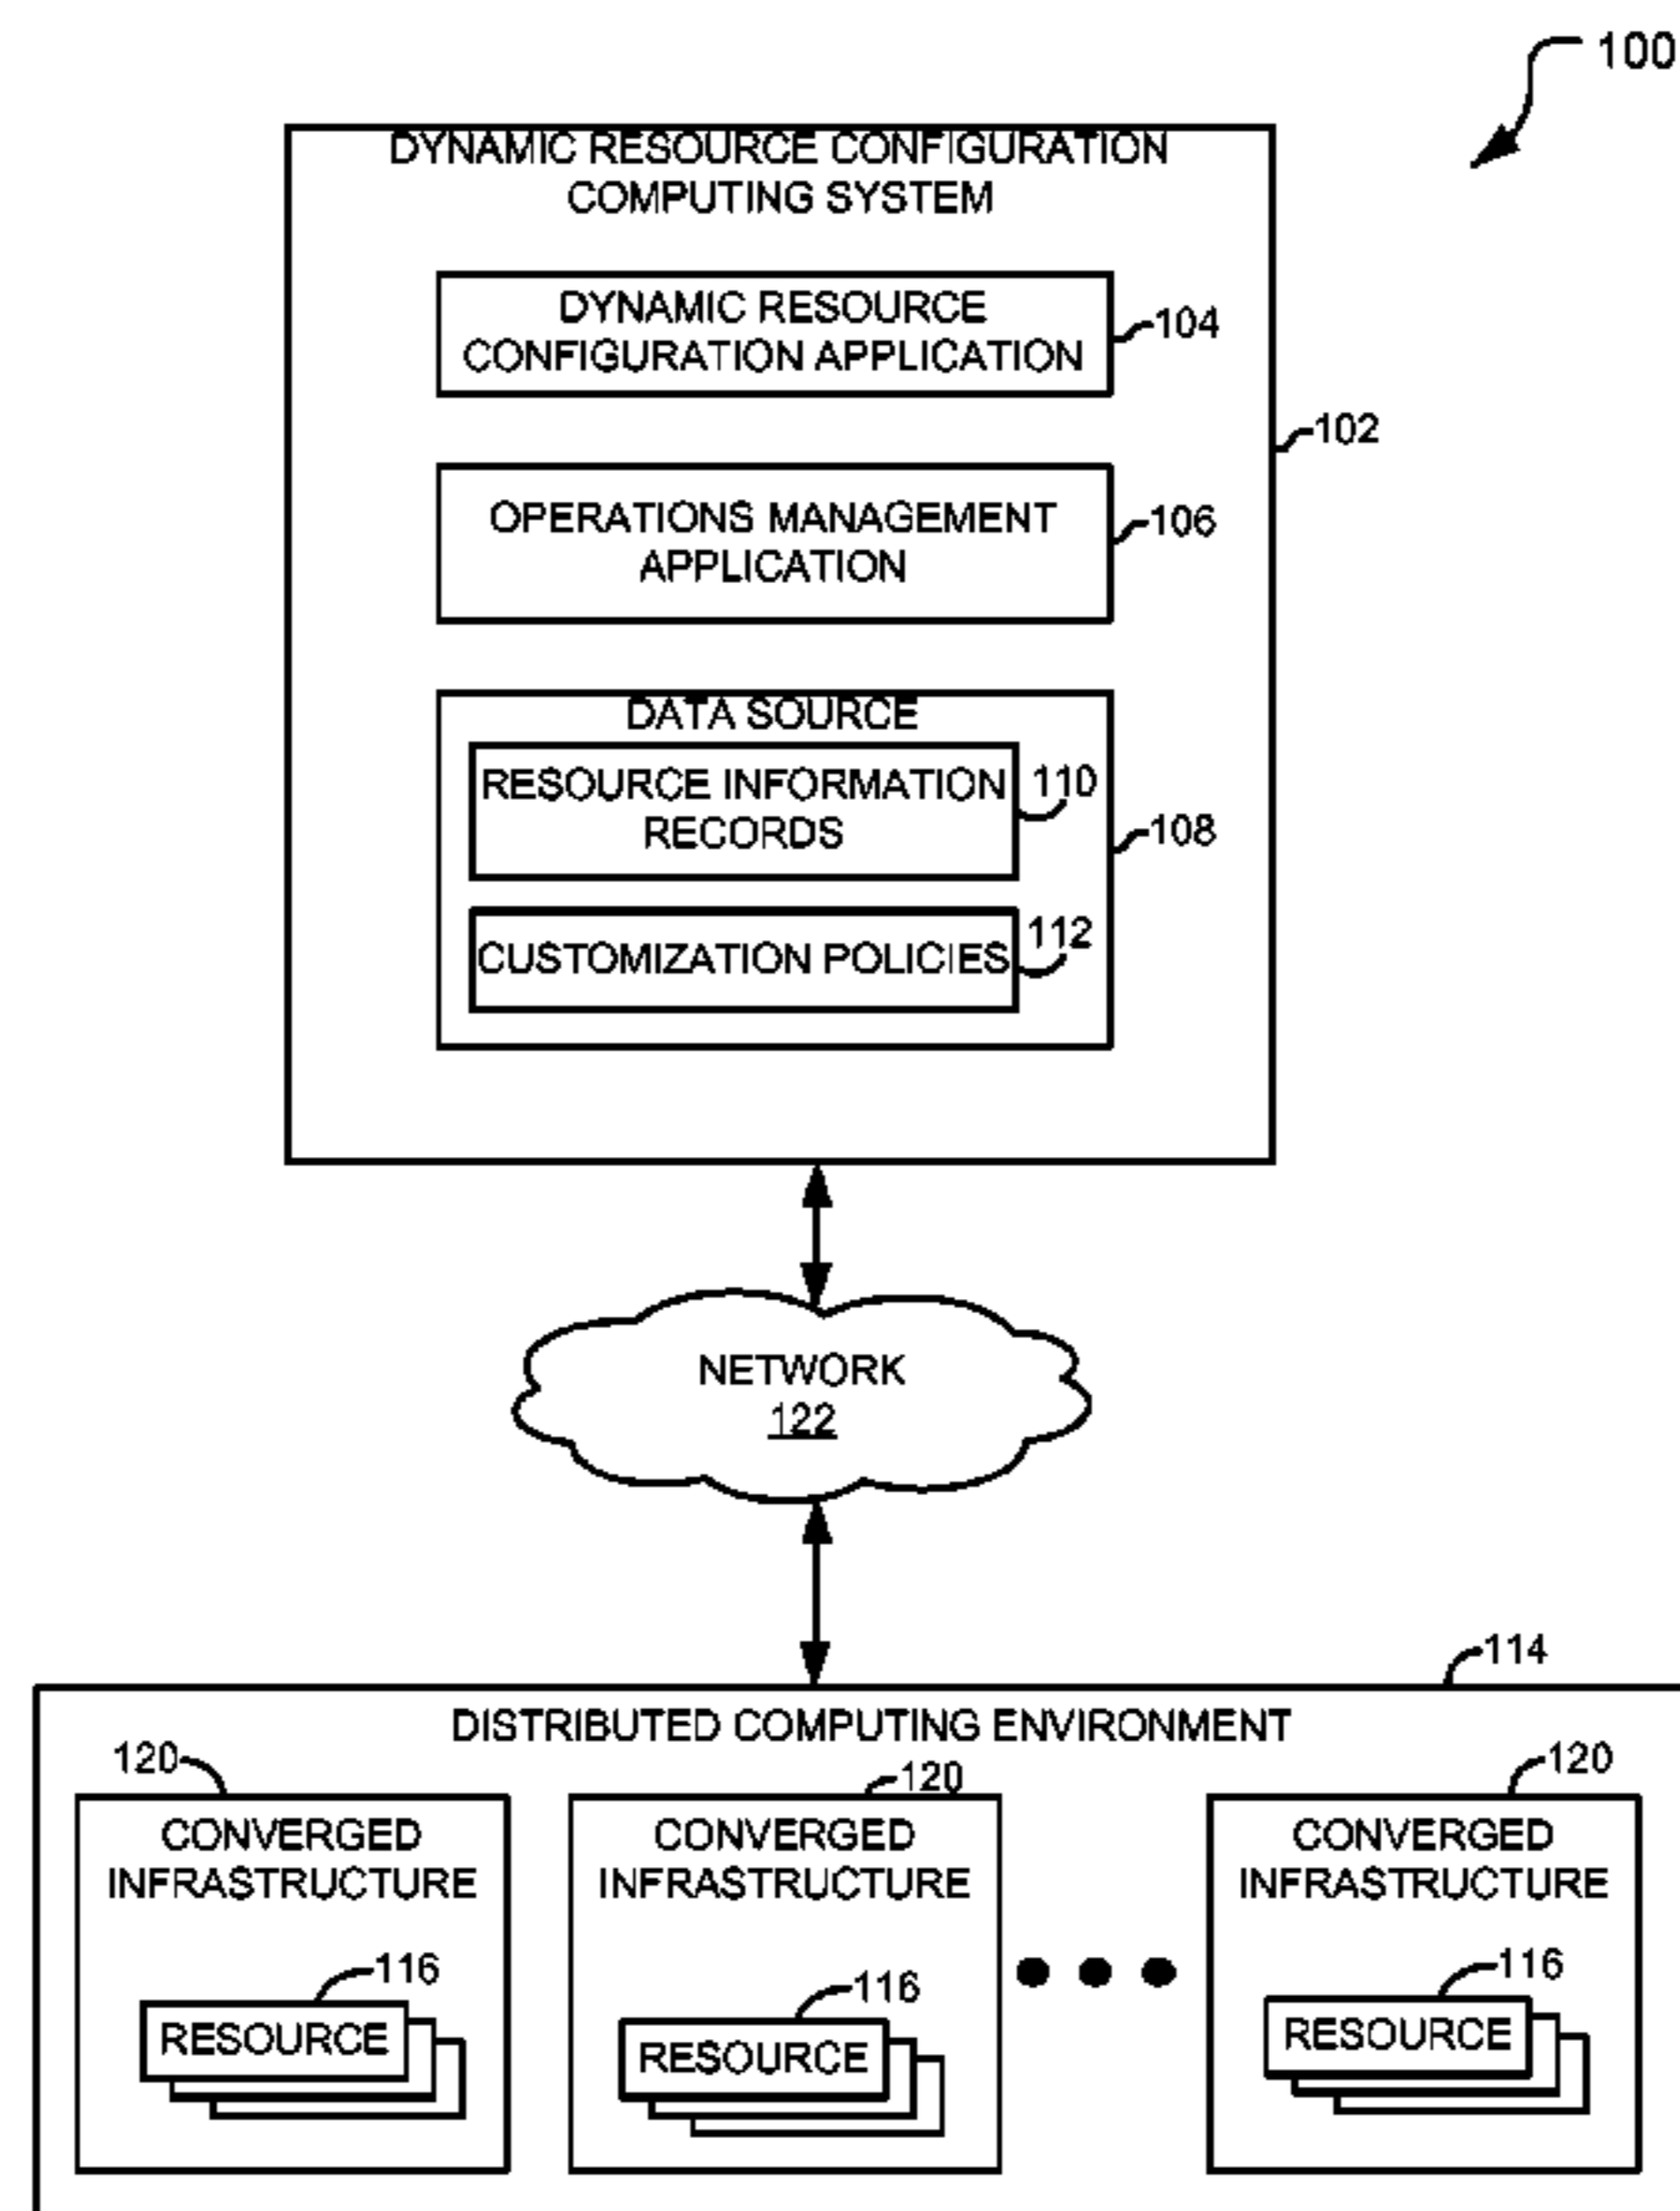 100
DYNAMIC RESOURCE CONFIGURATION
COMPUTING SYSTEM
DYNAMIC RESOURCE
CONFIGURATION APPLICATION
104
102
OPERATIONS MANAGEMENT
APPLICATION
106
DATA SOURCE
RESOURCE INFORMATION
RECORDS
110
108
CUSTOMIZATION POLICIES
112
NETWORK
122
114
DISTRIBUTED COMPUTING ENVIRONMENT
120
CONVERGED
INFRASTRUCTURE
116
RESOURCE
120
CONVERGED
INFRASTRUCTURE
116
RESOURCE
120
CONVERGED
INFRASTRUCTURE
116
RESOURCE